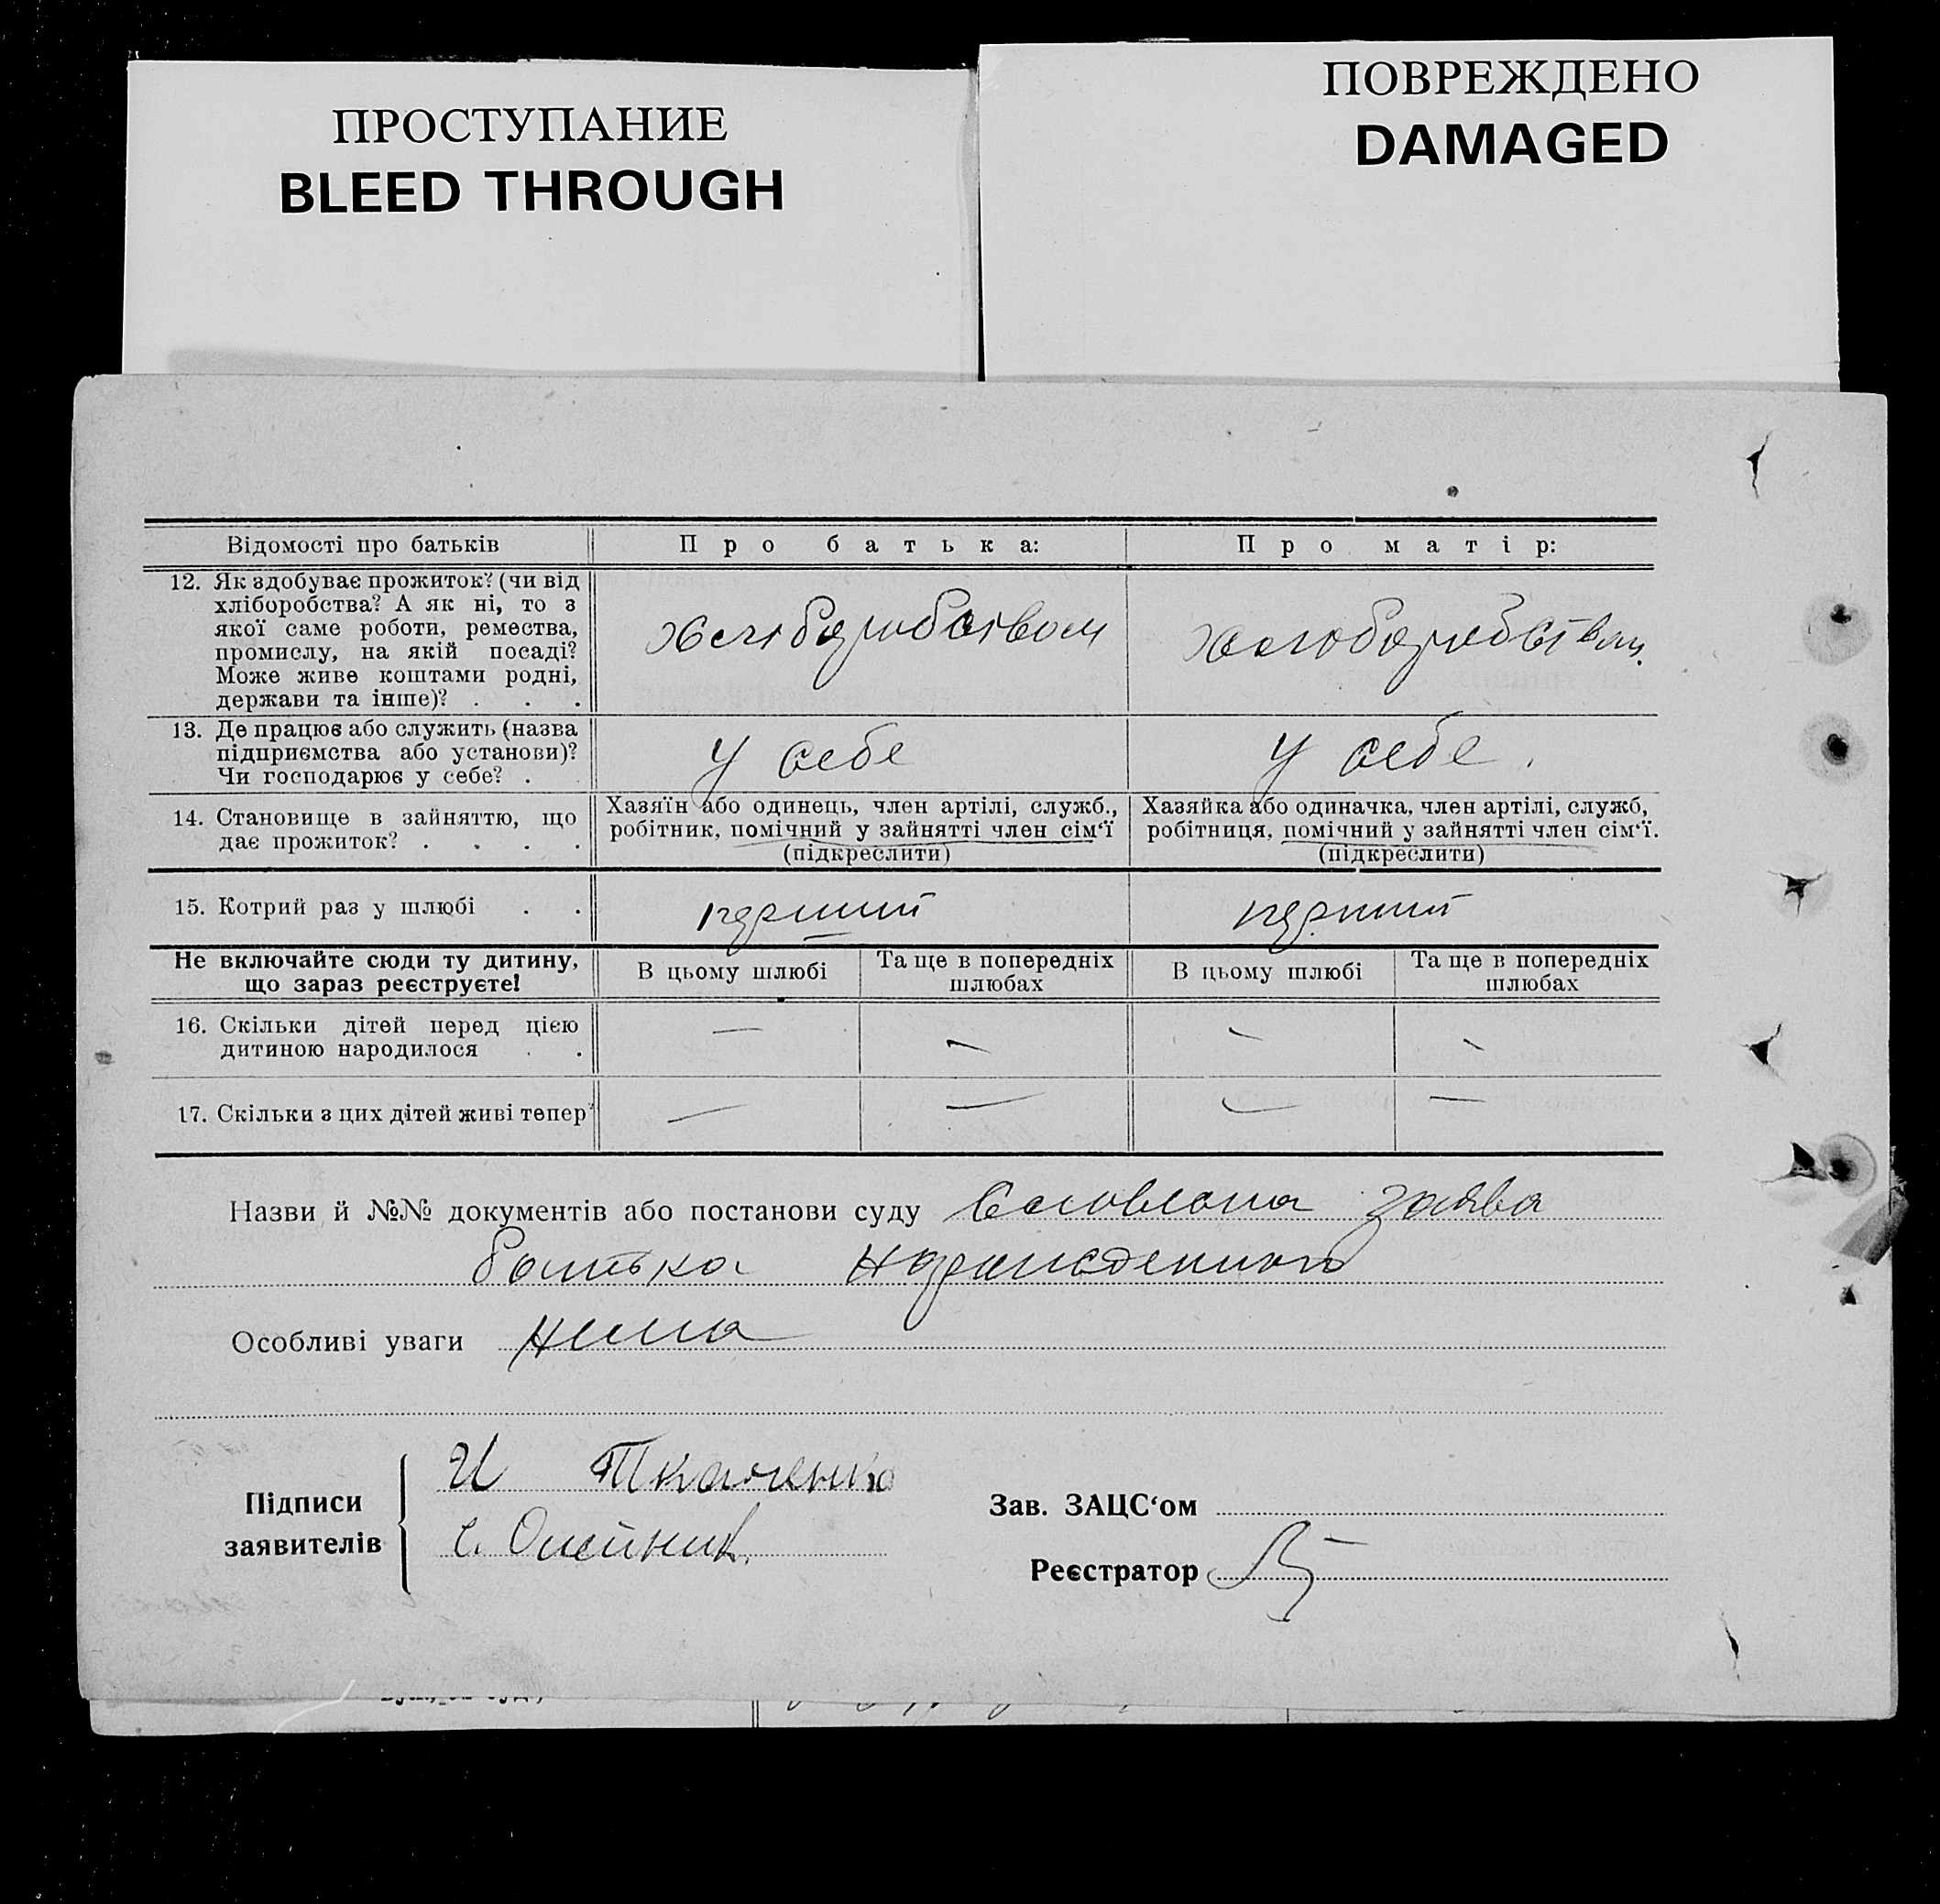 ПРОСТУПАНИЕ
BLEED THROUGH
ПОВРЕЖДЕНО
DAMAGED
Відомості про батьків
Про батька:
Про матір:
12. Як здобуває прожиток? (чи від
хліборобства? А як ні, то з
якої саме роботи, ремества,
промислу, на якій посаді?
Може живе коштами родні,
держави та інше)? . . .
хліборобством
хліборобством.
13. Де працює або служить (назва
підприємства або установи)?
Чи господарює у себе? .
у себе
у себе.
14. Становище в зайняттю, що
дає прожиток? . . . .
Хазяїн або одинець, член артілі, служб.,
робітник, помічний у зайнятті член сім'ї
(підкреслити)
Хазяйка або одиначка, член артілі, служб,
робітниця, помічний у зайнятті член сім'ї.
(підкреслити)
15. Котрий раз у шлюбі . .
перший
перший
Не включайте сюди ту дитину,
що зараз реєструєте!
В цьому шлюбі
Та ще в попередніх
шлюбах
В цьому шлюбі
Та ще в попередніх
шлюбах
16. Скільки дітей перед цією
дитиною народилося . .
— — — —
17. Скільки з цих дітей живі тепер?
— — — —
Назви й №№ документів або постанови суду Словесна заява
батька
Особливі уваги нима
Підписи
заявителів
И Ткаченко
С. Олейник.
Зав. ЗАЦС'ом
Реєстратор